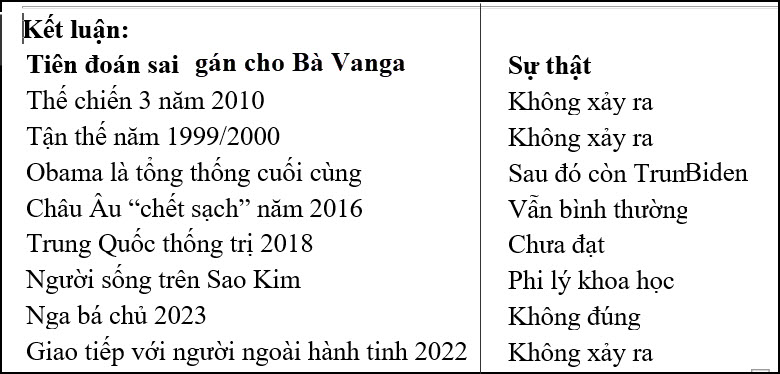 Kết luận:
Tiên đoán sai gán cho Bà Vanga Sự thật
Thế chiến 3 năm 2010 Không xảy ra
Tận thế năm 1999/2000 Không xảy ra
Obama là tổng thống cuối cùng Sau đó còn TrumBiden
Châu Âu “chết sạch” năm 2016 Vẫn bình thường
Trung Quốc thống trị 2018 Chưa đạt
Người sống trên Sao Kim Phi lý khoa học
Nga bá chủ 2023 Không đúng
Giao tiếp với người ngoài hành tinh 2022 Không xảy ra